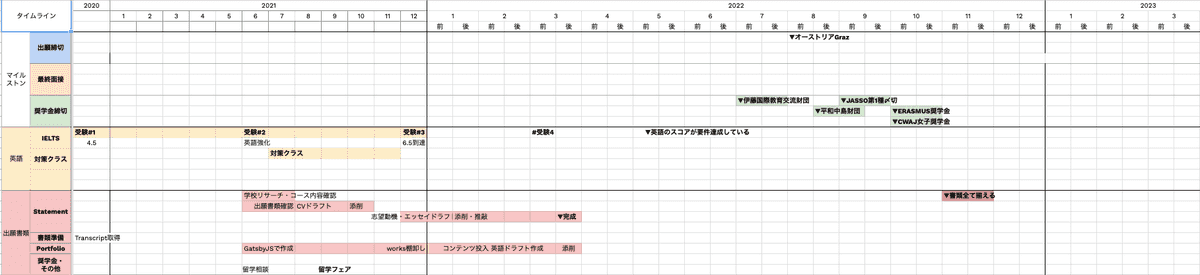 タイムライン 2020 2021 2022 2023
1 2 3 4 5 6 7 8 9 10 11 12 1 2 3 4 5 6 7 8 9 10 11 12 1 2 3
前 後 前 後 前 後 前 後 前 後 前 後 前 後 前 後 前 後 前 後 前 後 前 後 前 後 前 後 前 後
マイルストン
出願締切 ▼オーストリアGraz
最終面接
奨学金締切
▼伊藤国際教育交流財団 ▼JASSO第1種〆切
▼平和中島財団 ▼ERASMUS奨学金
▼CWAJ女子奨学金
英語
IELTS 受験#1 受験#2 受験#3 #受験4 ▼英語のスコアが要件達成している
4.5 英語強化 6.5到達
対策クラス 対策クラス
出願書類
Statement
学校リサーチ・コース内容確認 ▼書類全て揃える
出願書類確認 CVドラフト 添削
志望動機・エッセイドラフ 添削・推敲 ▼完成
書類準備 Transcript取得
Portfolio GatsbyJSで作成 works棚卸し コンテンツ投入 英語ドラフト作成 添削
奨学金・その他 留学相談 留学フェア